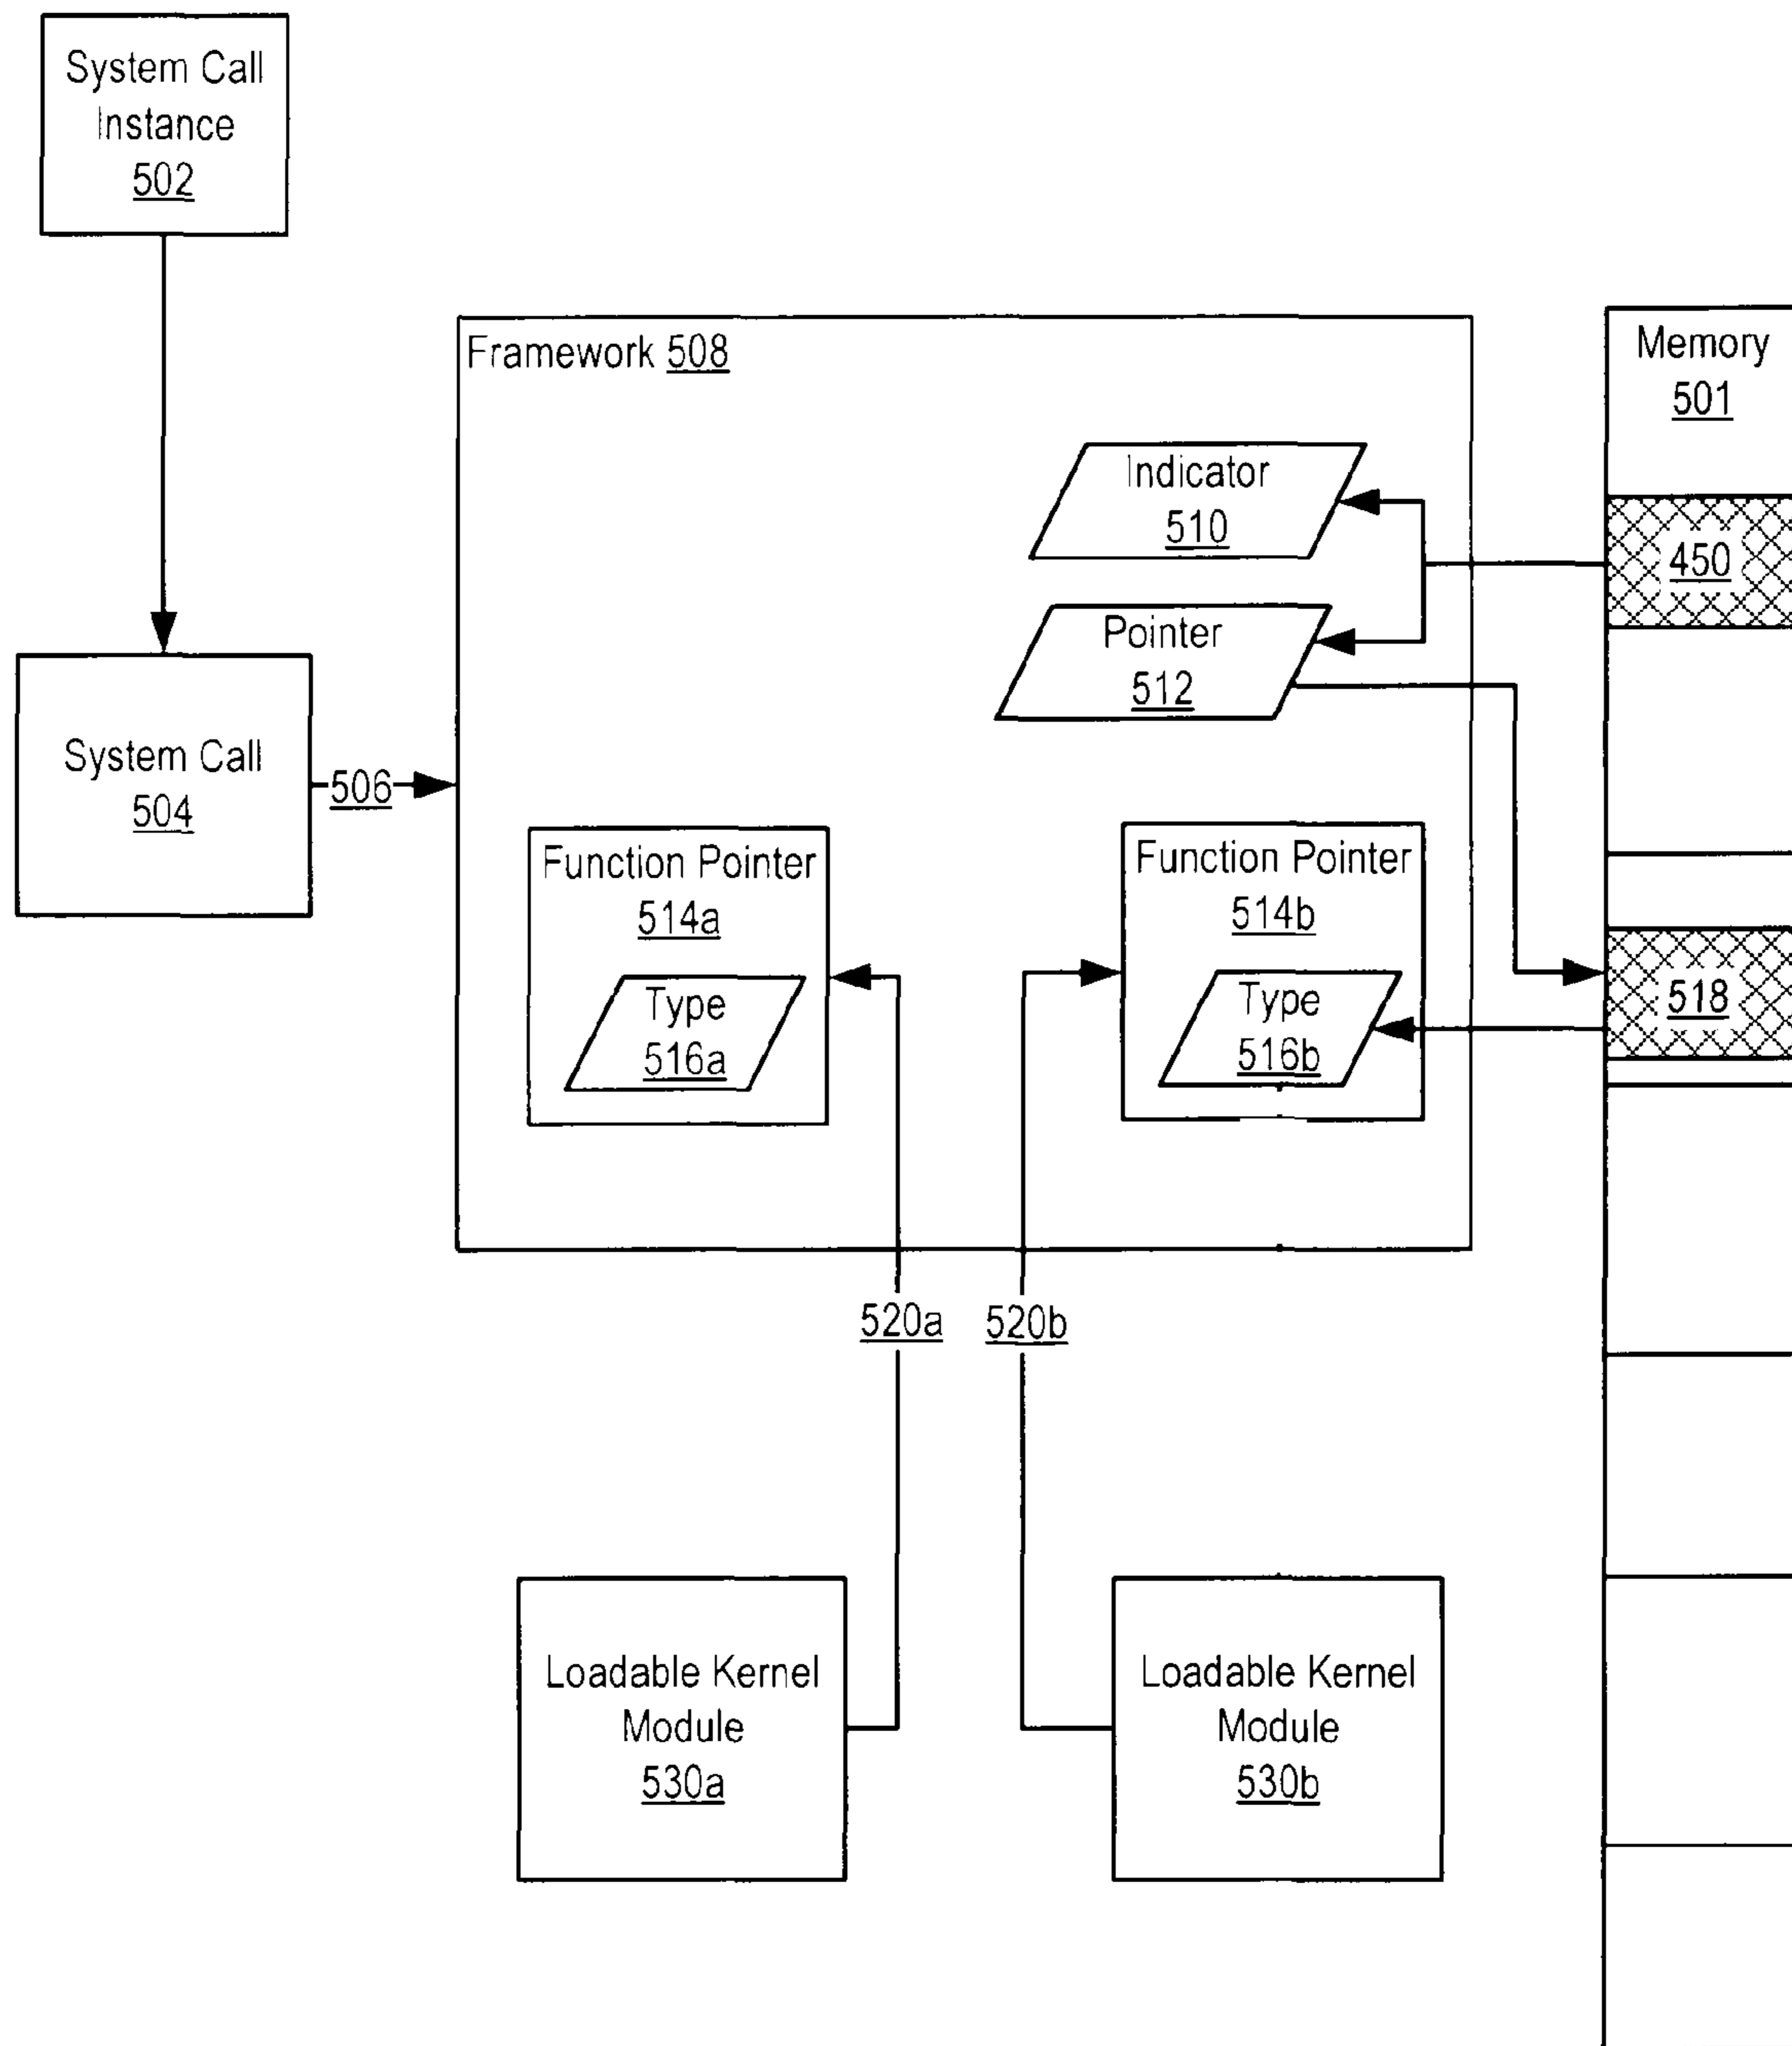 System Call
Instance
502
Framework 508
Memory
501
Indicator
510
450
Pointer
512
System Call
504
506
Function Pointer
514a
Type
516a
Function Pointer
514b
Type
516b
518
520a
520b
Loadable Kernel
Module
530a
Loadable Kernel
Module
530b